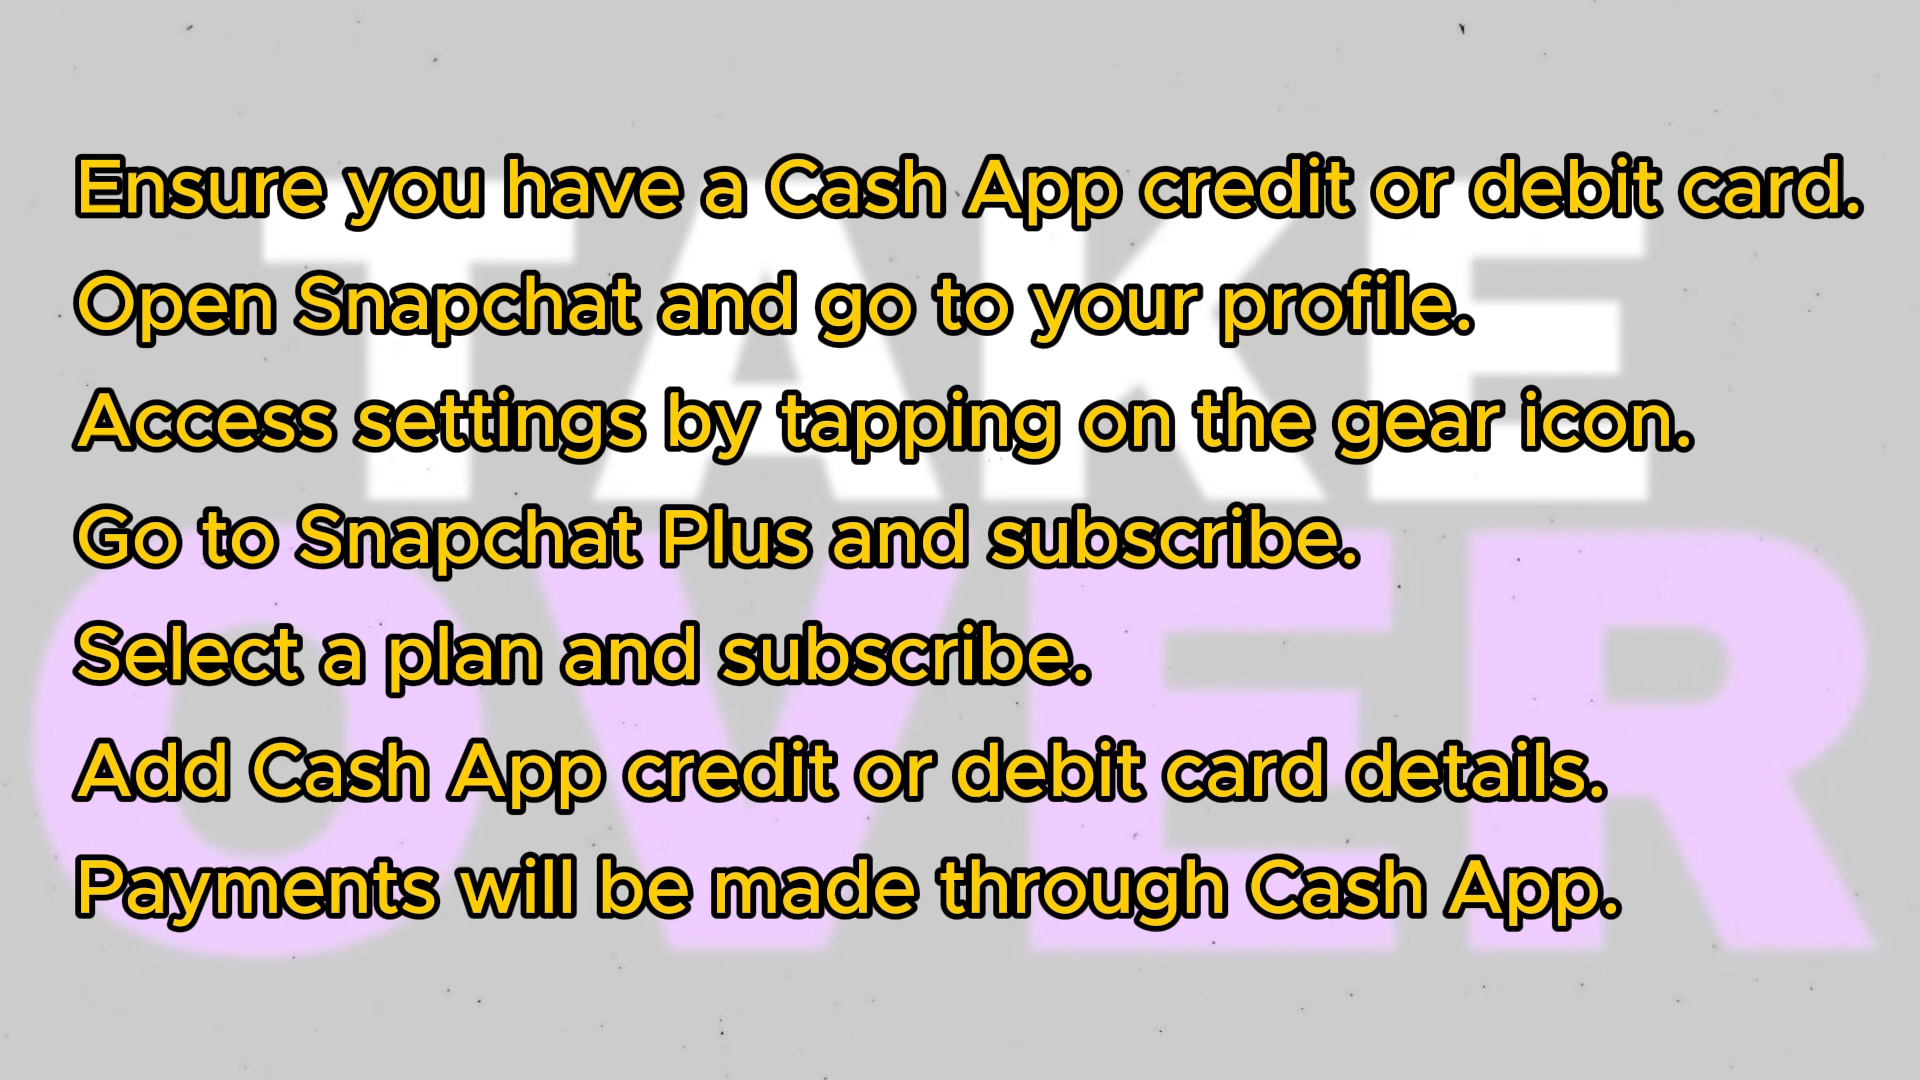 Ensure you have a Cash App credit or debit card.
TAKE
Open Snapchat and go to your profile.
Access settings by tapping on the gear icon.
Go to Snapchat Plus and subscribe.
OVER
Select a plan and subscribe.
Add Cash App credit or debit card details.
Payments will be made through Cash App.